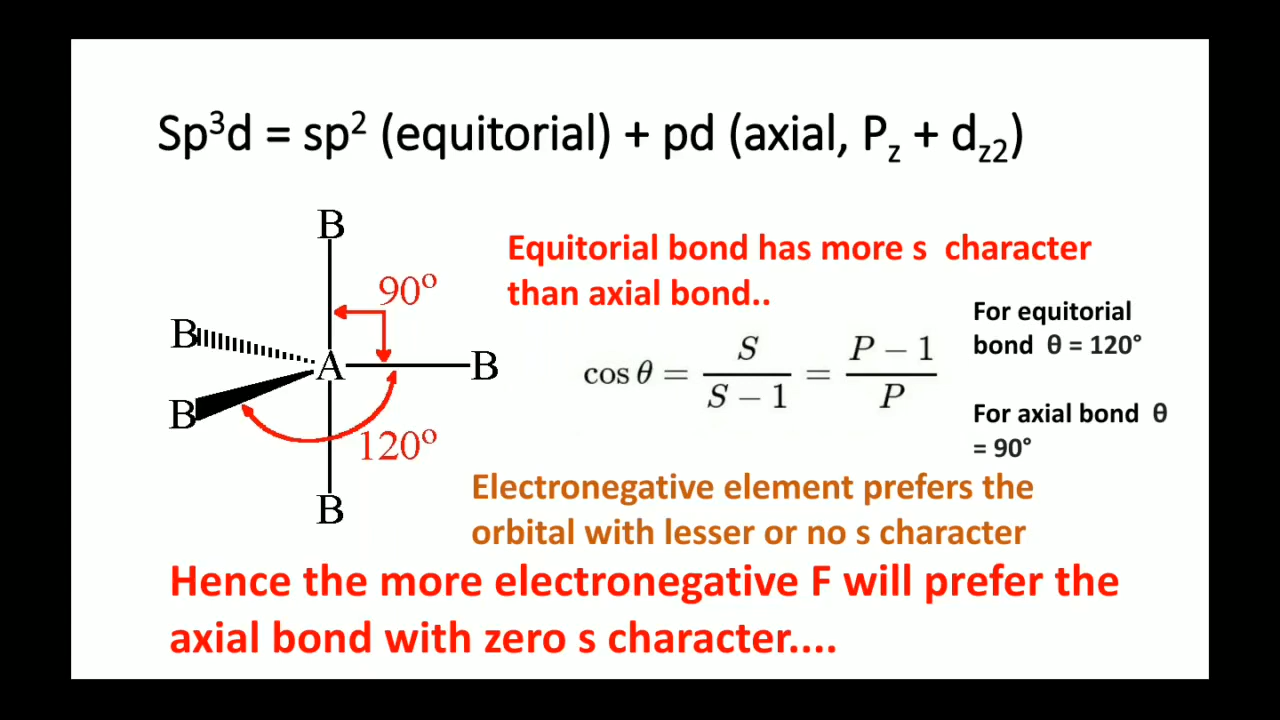 Sp³d = sp² (equitorial) + pd (axial, P_z + d_z2)
B
90º
B
B
A
B
120º
B
Equitorial bond has more s character
than axial bond..
cos θ = S / (S − 1) = (P − 1) / P
For equitorial
bond θ = 120°
For axial bond θ
= 90°
Electronegative element prefers the
orbital with lesser or no s character
Hence the more electronegative F will prefer the
axial bond with zero s character....